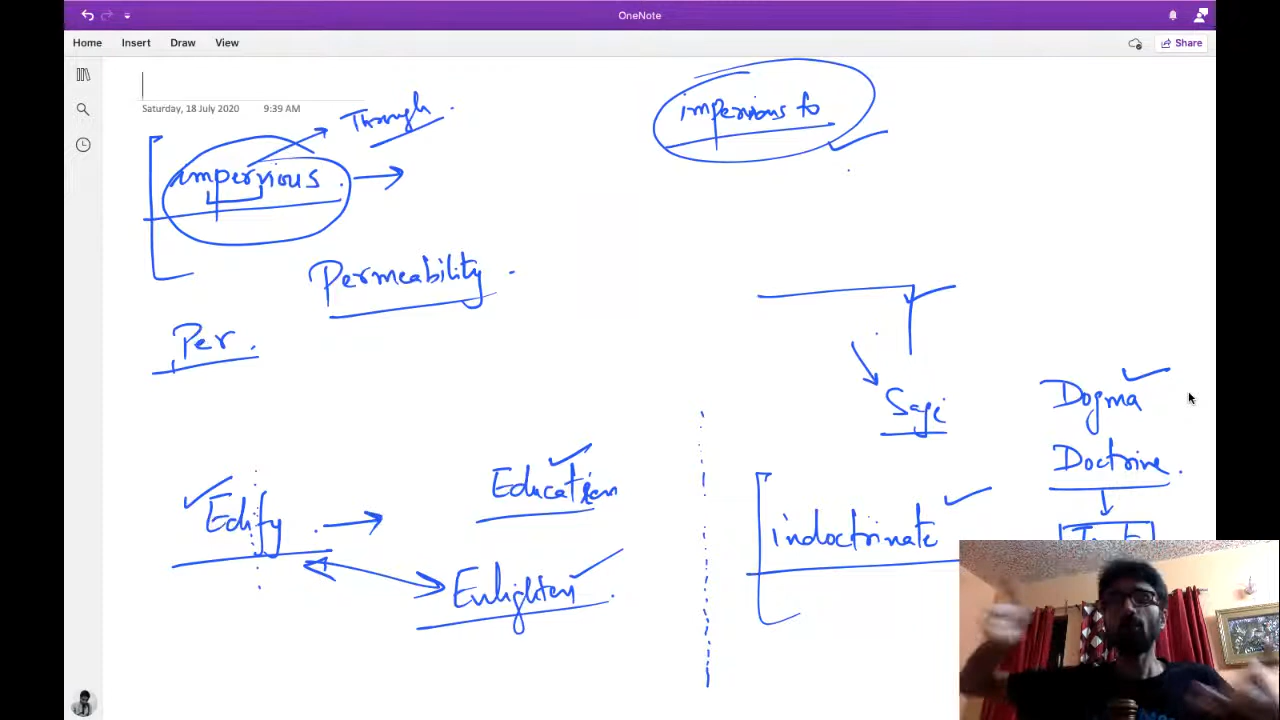 OneNote
Home Insert Draw View Share
Saturday, 18 July 2020 9:39 AM
Through
impervious to
impervious
Permeability
Per
Dogma
Doctrine
Edify
Education
indoctrinate
Enlighten